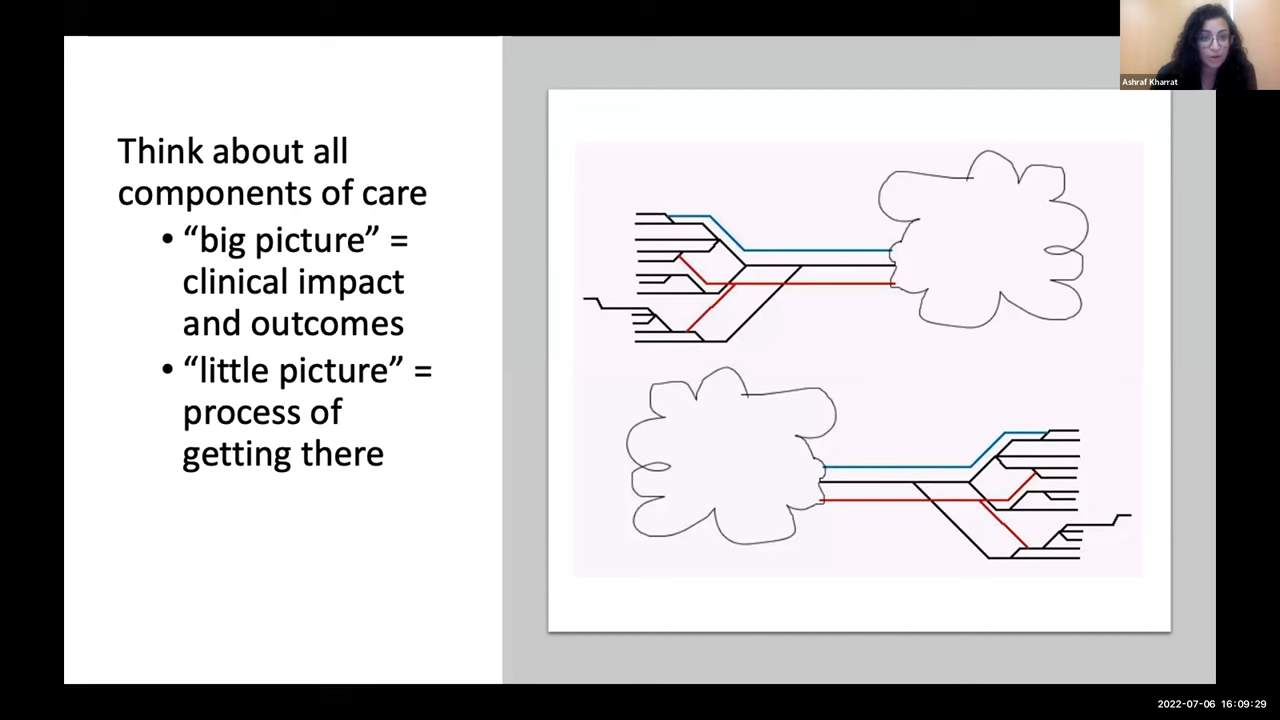 Ashraf Kharrat
Think about all
components of care
• “big picture” =
clinical impact
and outcomes
• “little picture” =
process of
getting there
2022-07-06 16:09:29